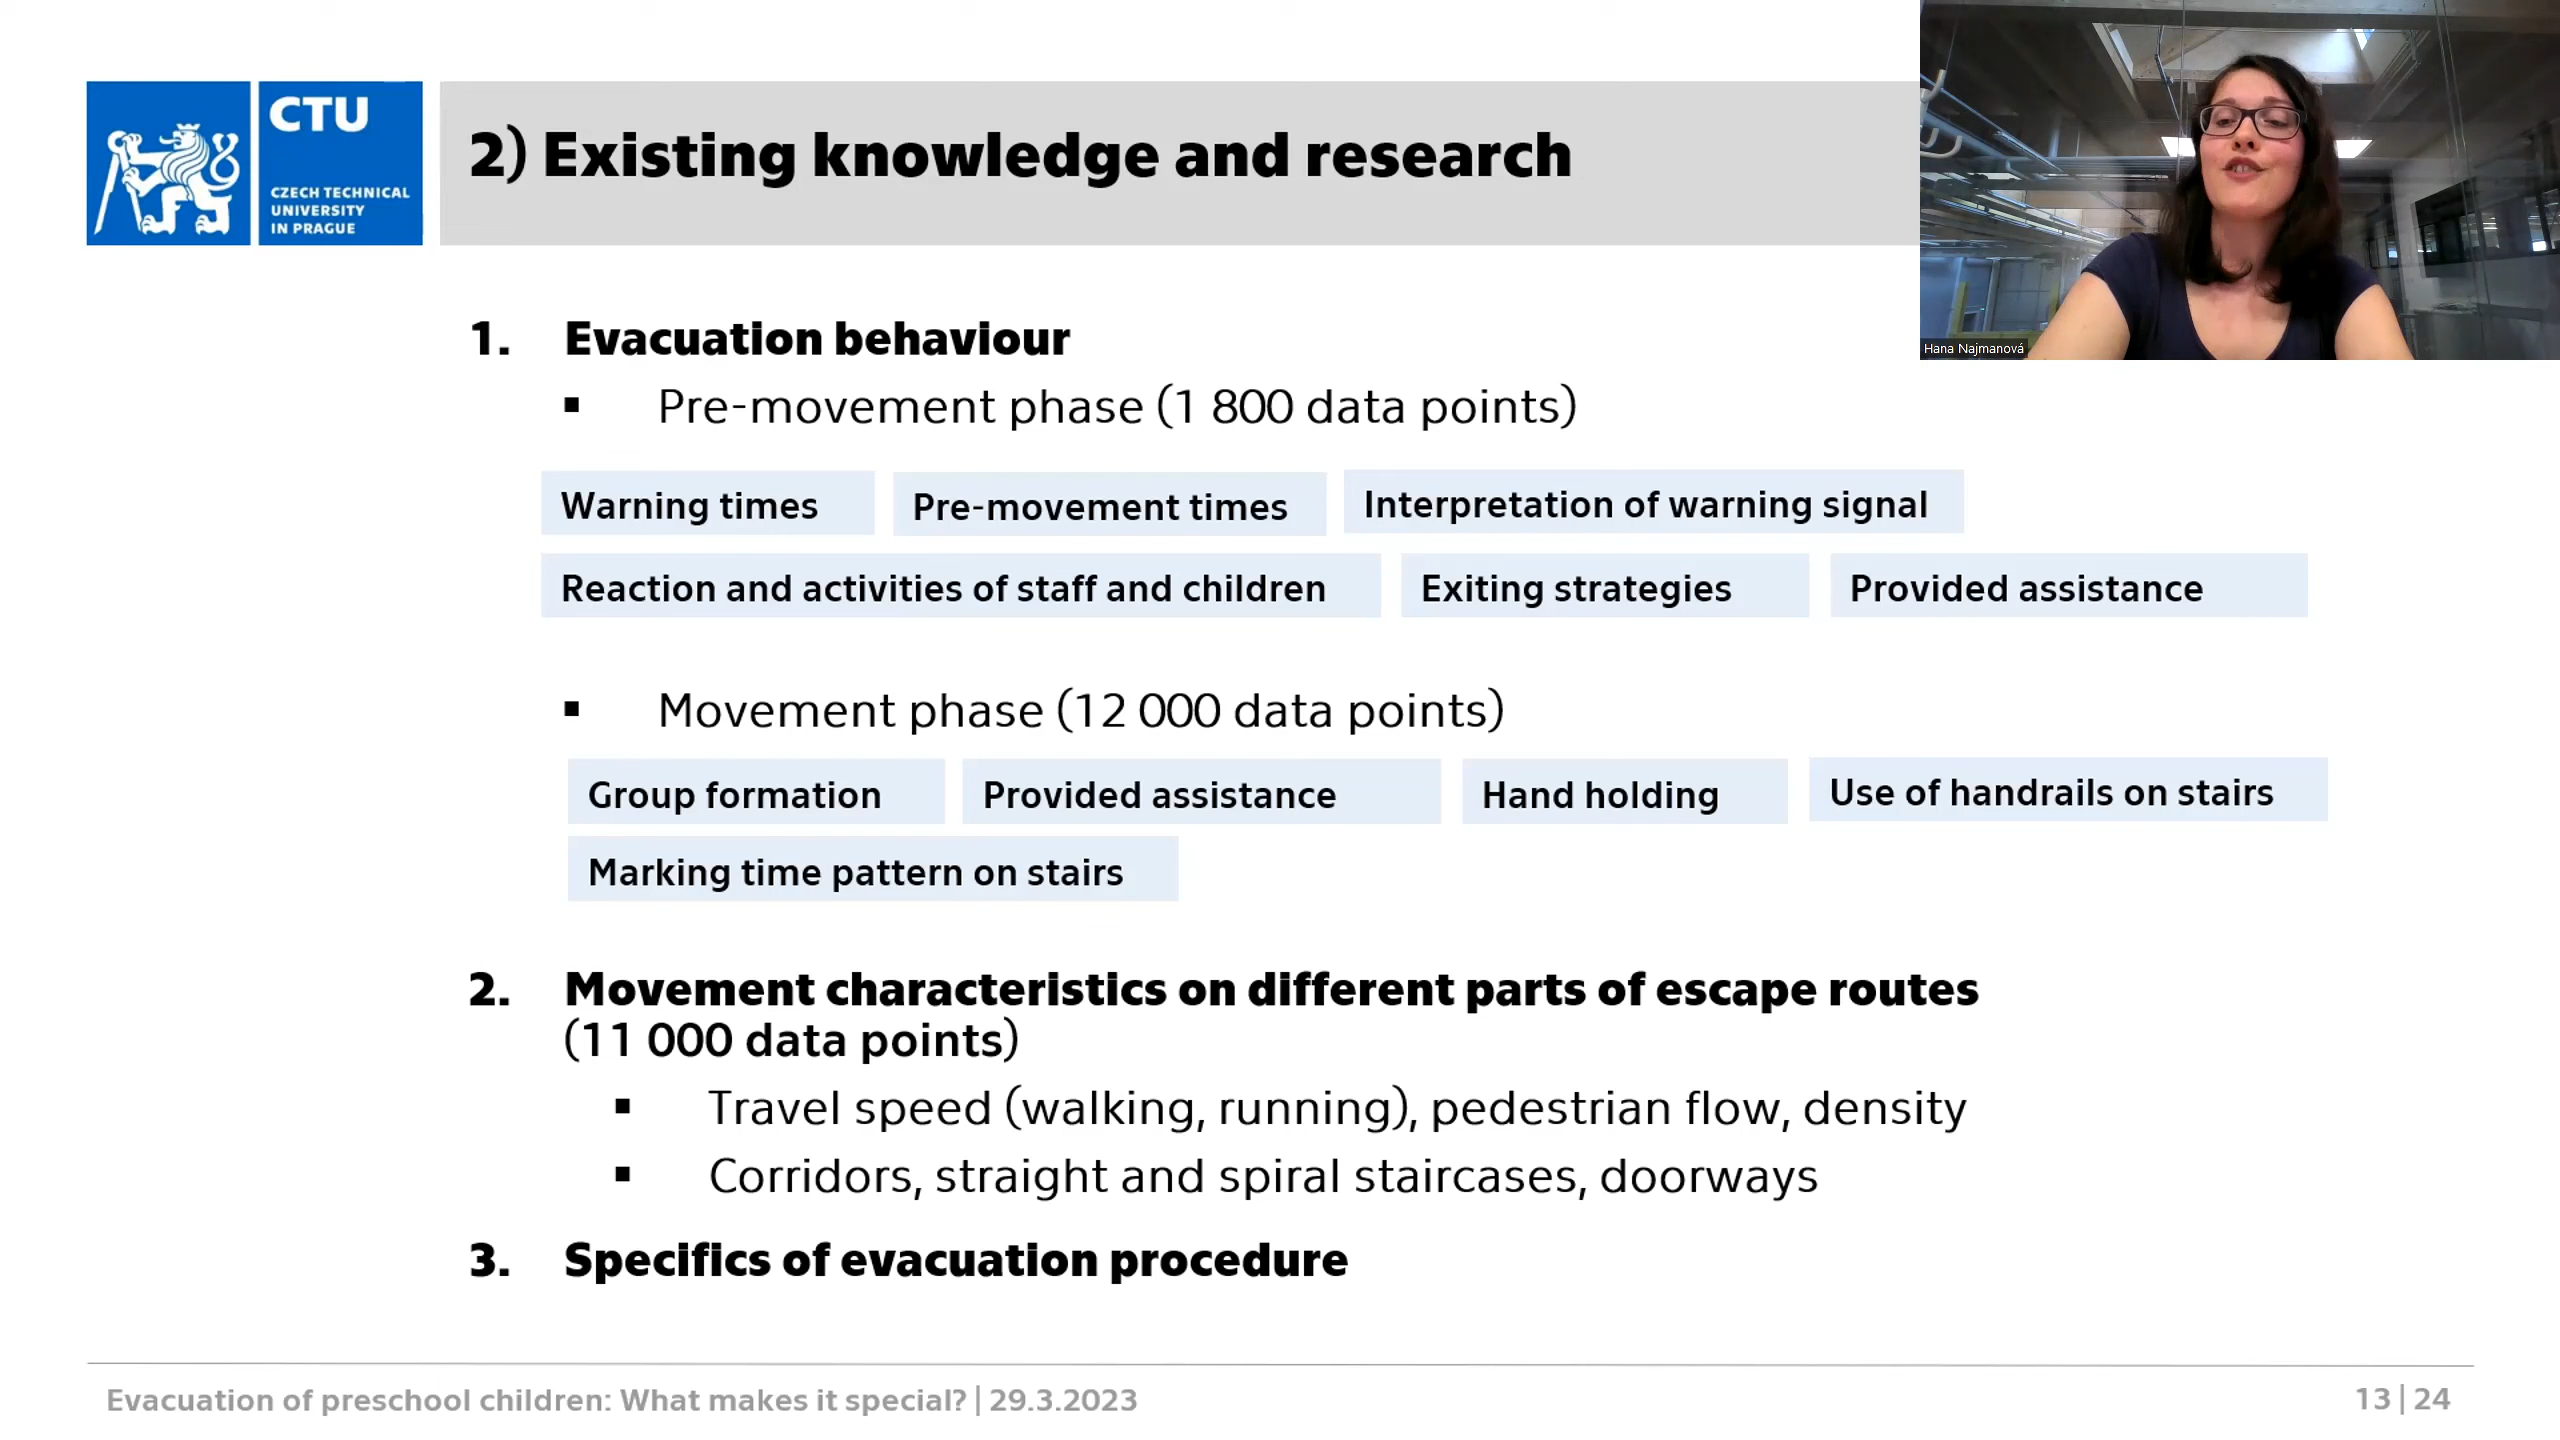 CTU
CZECH TECHNICAL
UNIVERSITY
IN PRAGUE
2) Existing knowledge and research
Hana Najmanová
1. Evacuation behaviour
▪ Pre-movement phase (1 800 data points)
Warning times Pre-movement times Interpretation of warning signal
Reaction and activities of staff and children Exiting strategies Provided assistance
▪ Movement phase (12 000 data points)
Group formation Provided assistance Hand holding Use of handrails on stairs
Marking time pattern on stairs
2. Movement characteristics on different parts of escape routes
(11 000 data points)
▪ Travel speed (walking, running), pedestrian flow, density
▪ Corridors, straight and spiral staircases, doorways
3. Specifics of evacuation procedure
Evacuation of preschool children: What makes it special? | 29.3.2023
13 | 24